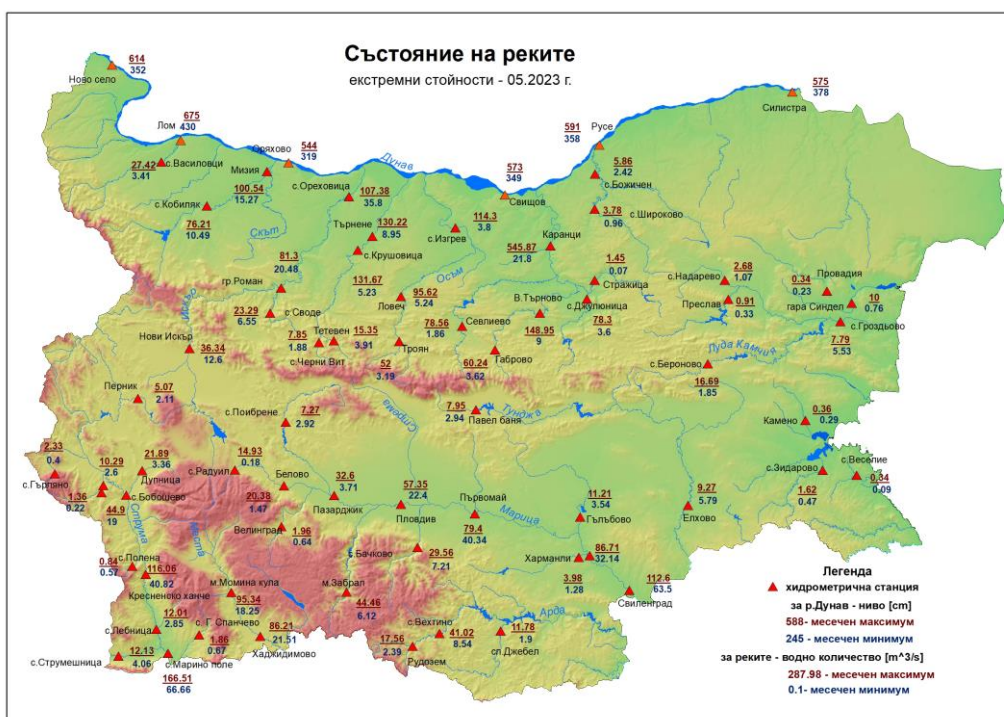 Състояние на реките
екстремни стойности - 05.2023 г.
614
352
Ново село
675
430
Лом
27.42
3.41
с.Василовци
Оряхово
544
319
Мизия
100.54
15.27
с.Кобиляк
76.21
10.49
Скът
с.Ореховица
107.38
35.8
Дунав
573
349
Свищов
591
358
Русе
575
378
Силистра
5.86
2.42
с.Божичен
3.78
0.96
с.Широково
Търнене
130.22
8.95
с.Крушовица
131.67
5.23
114.3
3.8
с.Изгрев
Каранци
545.87
21.8
81.3
20.48
гр.Роман
Искър
Осъм
95.62
5.24
Ловеч
1.45
0.07
Стражица
с.Джулюница
78.3
3.6
В.Търново
148.95
9
с.Надарево
2.68
1.07
Преслав
0.91
0.33
0.34
0.23
Провадия
гара Синдел
10
0.76
с.Гроздьово
7.79
5.53
23.29
6.55
с.Своде
Нови Искър
36.34
12.6
7.85
1.88
Тетевен
15.35
3.91
с.Черни Вит
Троян
52
3.19
Севлиево
78.56
1.86
60.24
3.62
Габрово
Луда Камчия
с.Бероново
16.69
1.85
Перник
5.07
2.11
с.Поибрене
7.27
2.92
Стряма
7.95
2.94
Павел баня
Тунджа
Камено
0.36
0.29
с.Веселие
0.34
0.09
с.Зидарово
1.62
0.47
2.33
0.4
с.Гърляно
10.29
2.6
21.89
3.36
Дупница
1.36
0.22
44.9
19
с.Бобошево
Струма
с.Радуил
14.93
0.18
Белово
20.38
1.47
32.6
3.71
Пазарджик
57.35
22.4
Пловдив
Първомай
79.4
40.34
Марица
11.21
3.54
Гълъбово
9.27
5.79
Елхово
Места
Велинград
1.96
0.64
с.Бачково
29.56
7.21
Харманли
86.71
32.14
3.98
1.28
112.6
63.5
Свиленград
с.Полена
0.84
0.57
116.06
40.82
Кресненско ханче
м.Момина кула
95.34
18.25
м.Забрал
44.46
6.12
12.01
2.85
с.Лебница
с. Г. Спанчево
1.86
0.67
86.21
21.51
Хаджидимово
12.13
4.06
с.Струмешница
с.Марино поле
166.51
66.66
17.56
2.39
Рудозем
с.Вехтино
41.02
8.54
11.78
1.9
сл.Джебел
Арда
Легенда
хидрометрична станция
за р.Дунав - ниво [cm]
588- месечен максимум
245 - месечен минимум
за реките - водно количество [m^3/s]
287.98 - месечен максимум
0.1- месечен минимум